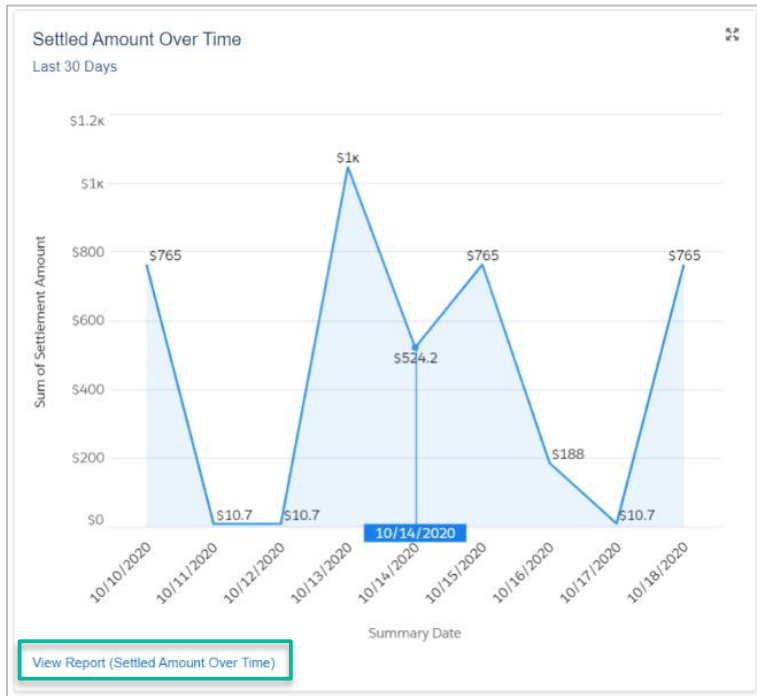 Settled Amount Over Time
Last 30 Days
$1.2K
$1K
$800
$600
$400
$200
$0
Sum of Settlement Amount
$765
$10.7
$10.7
$1K
$524.2
$765
$188
$10.7
$765
10/14/2020
10/10/2020
10/11/2020
10/12/2020
10/13/2020
10/14/2020
10/15/2020
10/16/2020
10/17/2020
10/18/2020
Summary Date
View Report (Settled Amount Over Time)